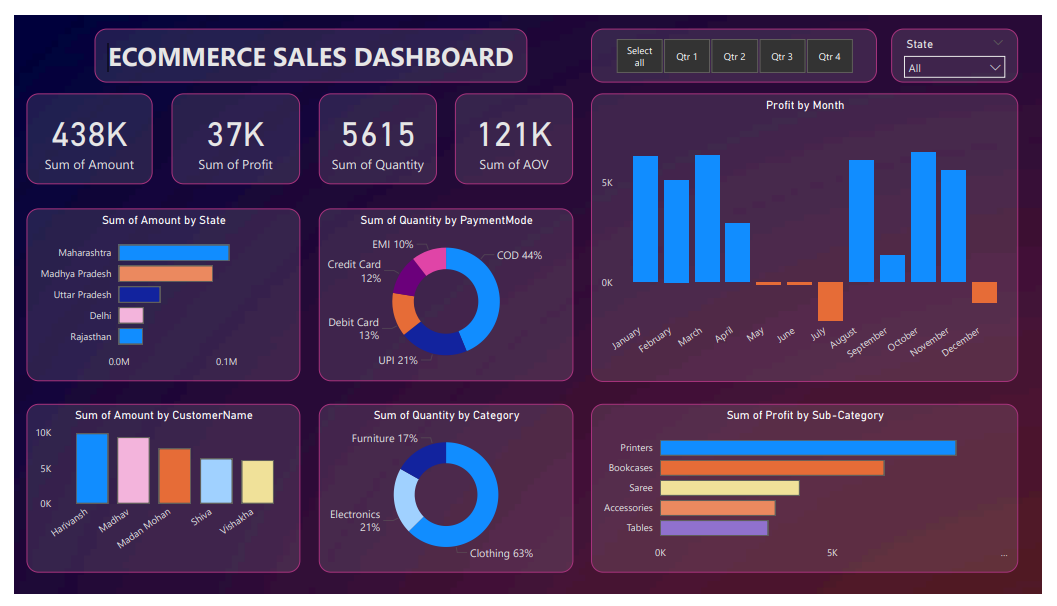 ECOMMERCE SALES DASHBOARD
Select
all
Qtr 1
Qtr 2
Qtr 3
Qtr 4
State
All
438K
Sum of Amount
37K
Sum of Profit
5615
Sum of Quantity
121K
Sum of AOV
Profit by Month
5K
0K
January
February
March
April
May
June
July
August
September
October
November
December
Sum of Amount by State
Maharashtra
Madhya Pradesh
Uttar Pradesh
Delhi
Rajasthan
0.0M
0.1M
Sum of Quantity by PaymentMode
EMI 10%
COD 44%
Credit Card
12%
Debit Card
13%
UPI 21%
Sum of Amount by CustomerName
10K
5K
0K
Harivansh
Madhav
Madan Mohan
Shiva
Vishakha
Sum of Quantity by Category
Furniture 17%
Electronics
21%
Clothing 63%
Sum of Profit by Sub-Category
Printers
Bookcases
Saree
Accessories
Tables
0K
5K
...